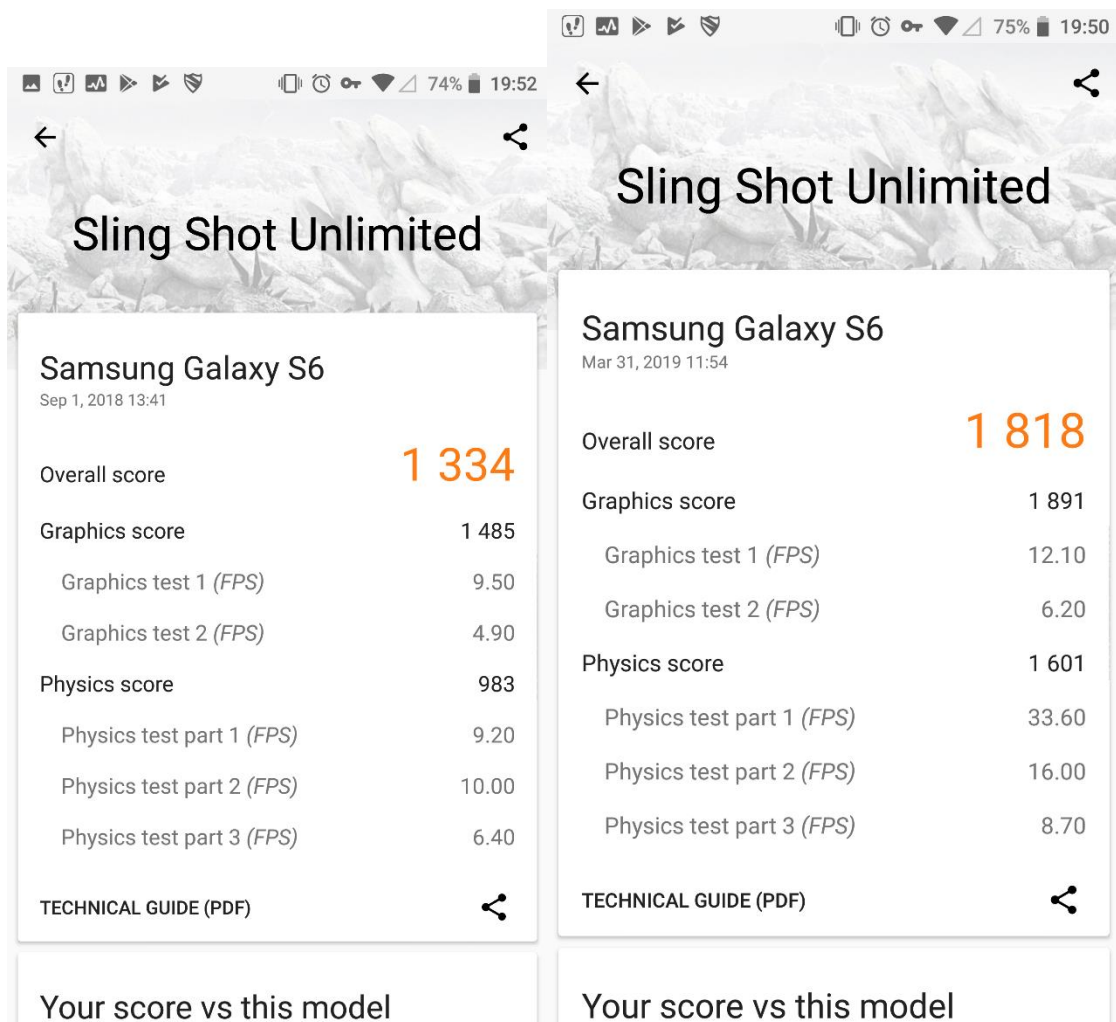 74% 19:52
Sling Shot Unlimited
Samsung Galaxy S6
Sep 1, 2018 13:41
Overall score 1 334
Graphics score 1 485
Graphics test 1 (FPS) 9.50
Graphics test 2 (FPS) 4.90
Physics score 983
Physics test part 1 (FPS) 9.20
Physics test part 2 (FPS) 10.00
Physics test part 3 (FPS) 6.40
TECHNICAL GUIDE (PDF)
Your score vs this model
75% 19:50
Sling Shot Unlimited
Samsung Galaxy S6
Mar 31, 2019 11:54
Overall score 1 818
Graphics score 1 891
Graphics test 1 (FPS) 12.10
Graphics test 2 (FPS) 6.20
Physics score 1 601
Physics test part 1 (FPS) 33.60
Physics test part 2 (FPS) 16.00
Physics test part 3 (FPS) 8.70
TECHNICAL GUIDE (PDF)
Your score vs this model